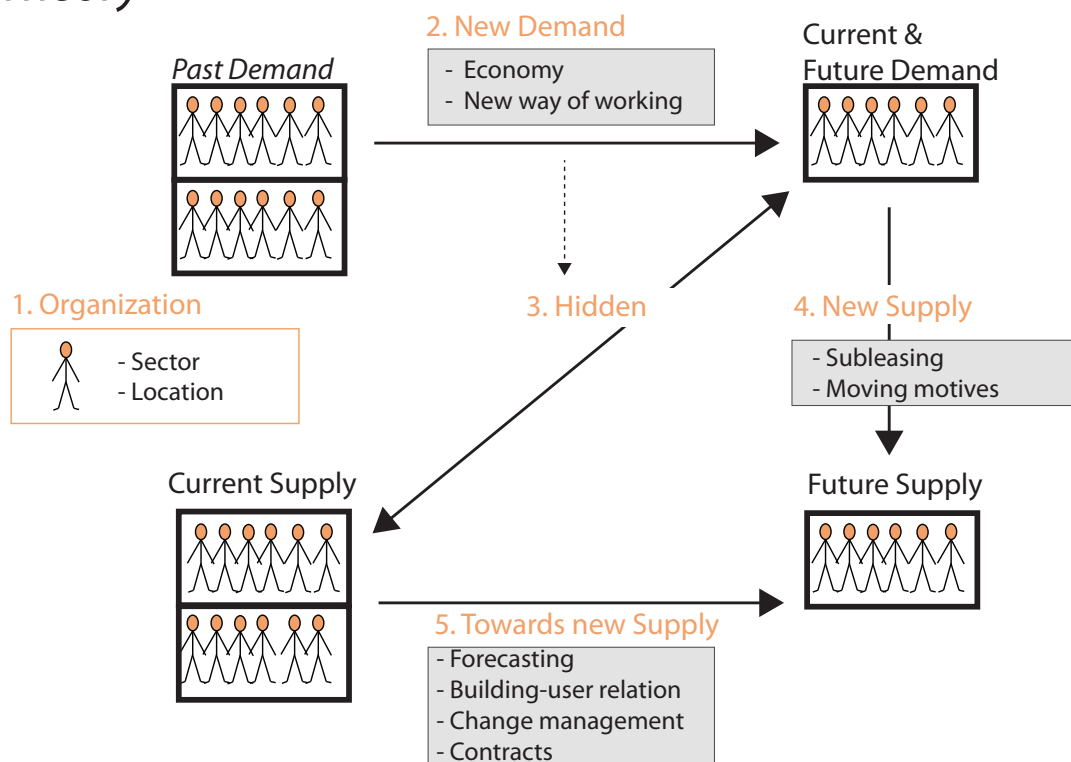 2. New Demand
- Economy
- New way of working
Past Demand
Current &
Future Demand
1. Organization
- Sector
- Location
3. Hidden
4. New Supply
- Subleasing
- Moving motives
Current Supply
Future Supply
5. Towards new Supply
- Forecasting
- Building-user relation
- Change management
- Contracts